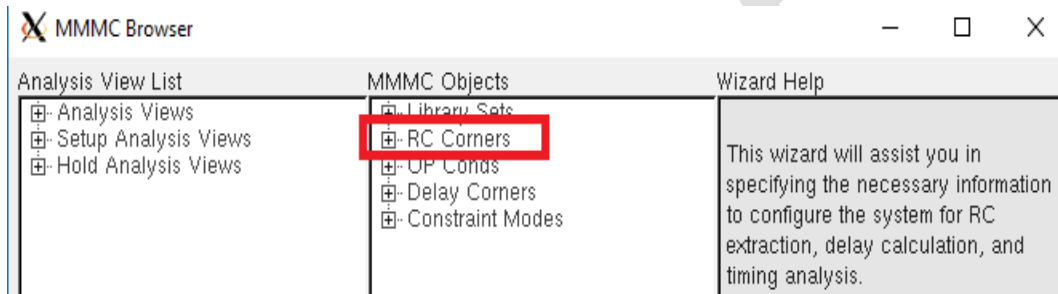 MMMC Browser
Analysis View List
Analysis Views
Setup Analysis Views
Hold Analysis Views
MMMC Objects
Library Sets
RC Corners
OP Conds
Delay Corners
Constraint Modes
Wizard Help
This wizard will assist you in
specifying the necessary information
to configure the system for RC
extraction, delay calculation, and
timing analysis.